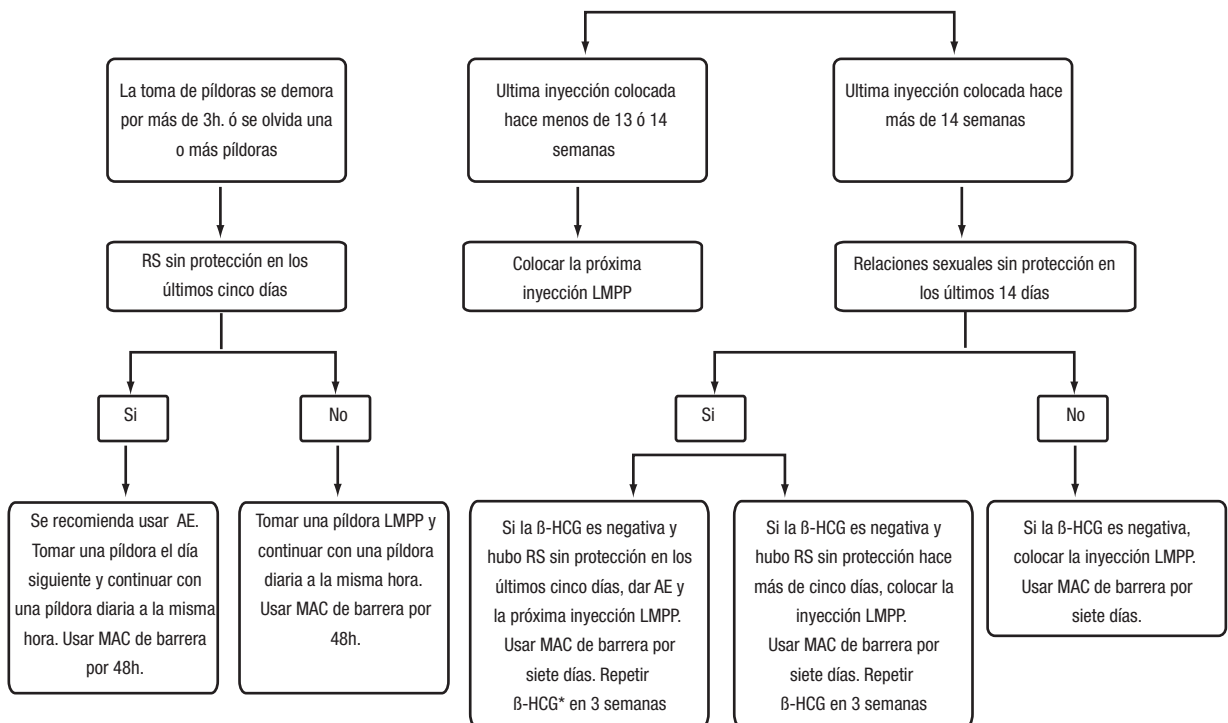 La toma de píldoras se demora
por más de 3h. ó se olvida una
o más píldoras
Ultima inyección colocada
hace menos de 13 ó 14
semanas
Ultima inyección colocada hace
más de 14 semanas
RS sin protección en los
últimos cinco días
Colocar la próxima
inyección LMPP
Relaciones sexuales sin protección en
los últimos 14 días
Si
No
Si
No
Se recomienda usar AE.
Tomar una píldora el día
siguiente y continuar con
una píldora diaria a la misma
hora. Usar MAC de barrera
por 48h.
Tomar una píldora LMPP y
continuar con una píldora
diaria a la misma hora.
Usar MAC de barrera por
48h.
Si la ß-HCG es negativa y
hubo RS sin protección en los
últimos cinco días, dar AE y
la próxima inyección LMPP.
Usar MAC de barrera por
siete días. Repetir
ß-HCG* en 3 semanas
Si la ß-HCG es negativa y
hubo RS sin protección hace
más de cinco días, colocar la
inyección LMPP.
Usar MAC de barrera por
siete días. Repetir
ß-HCG en 3 semanas
Si la ß-HCG es negativa,
colocar la inyección LMPP.
Usar MAC de barrera por
siete días.